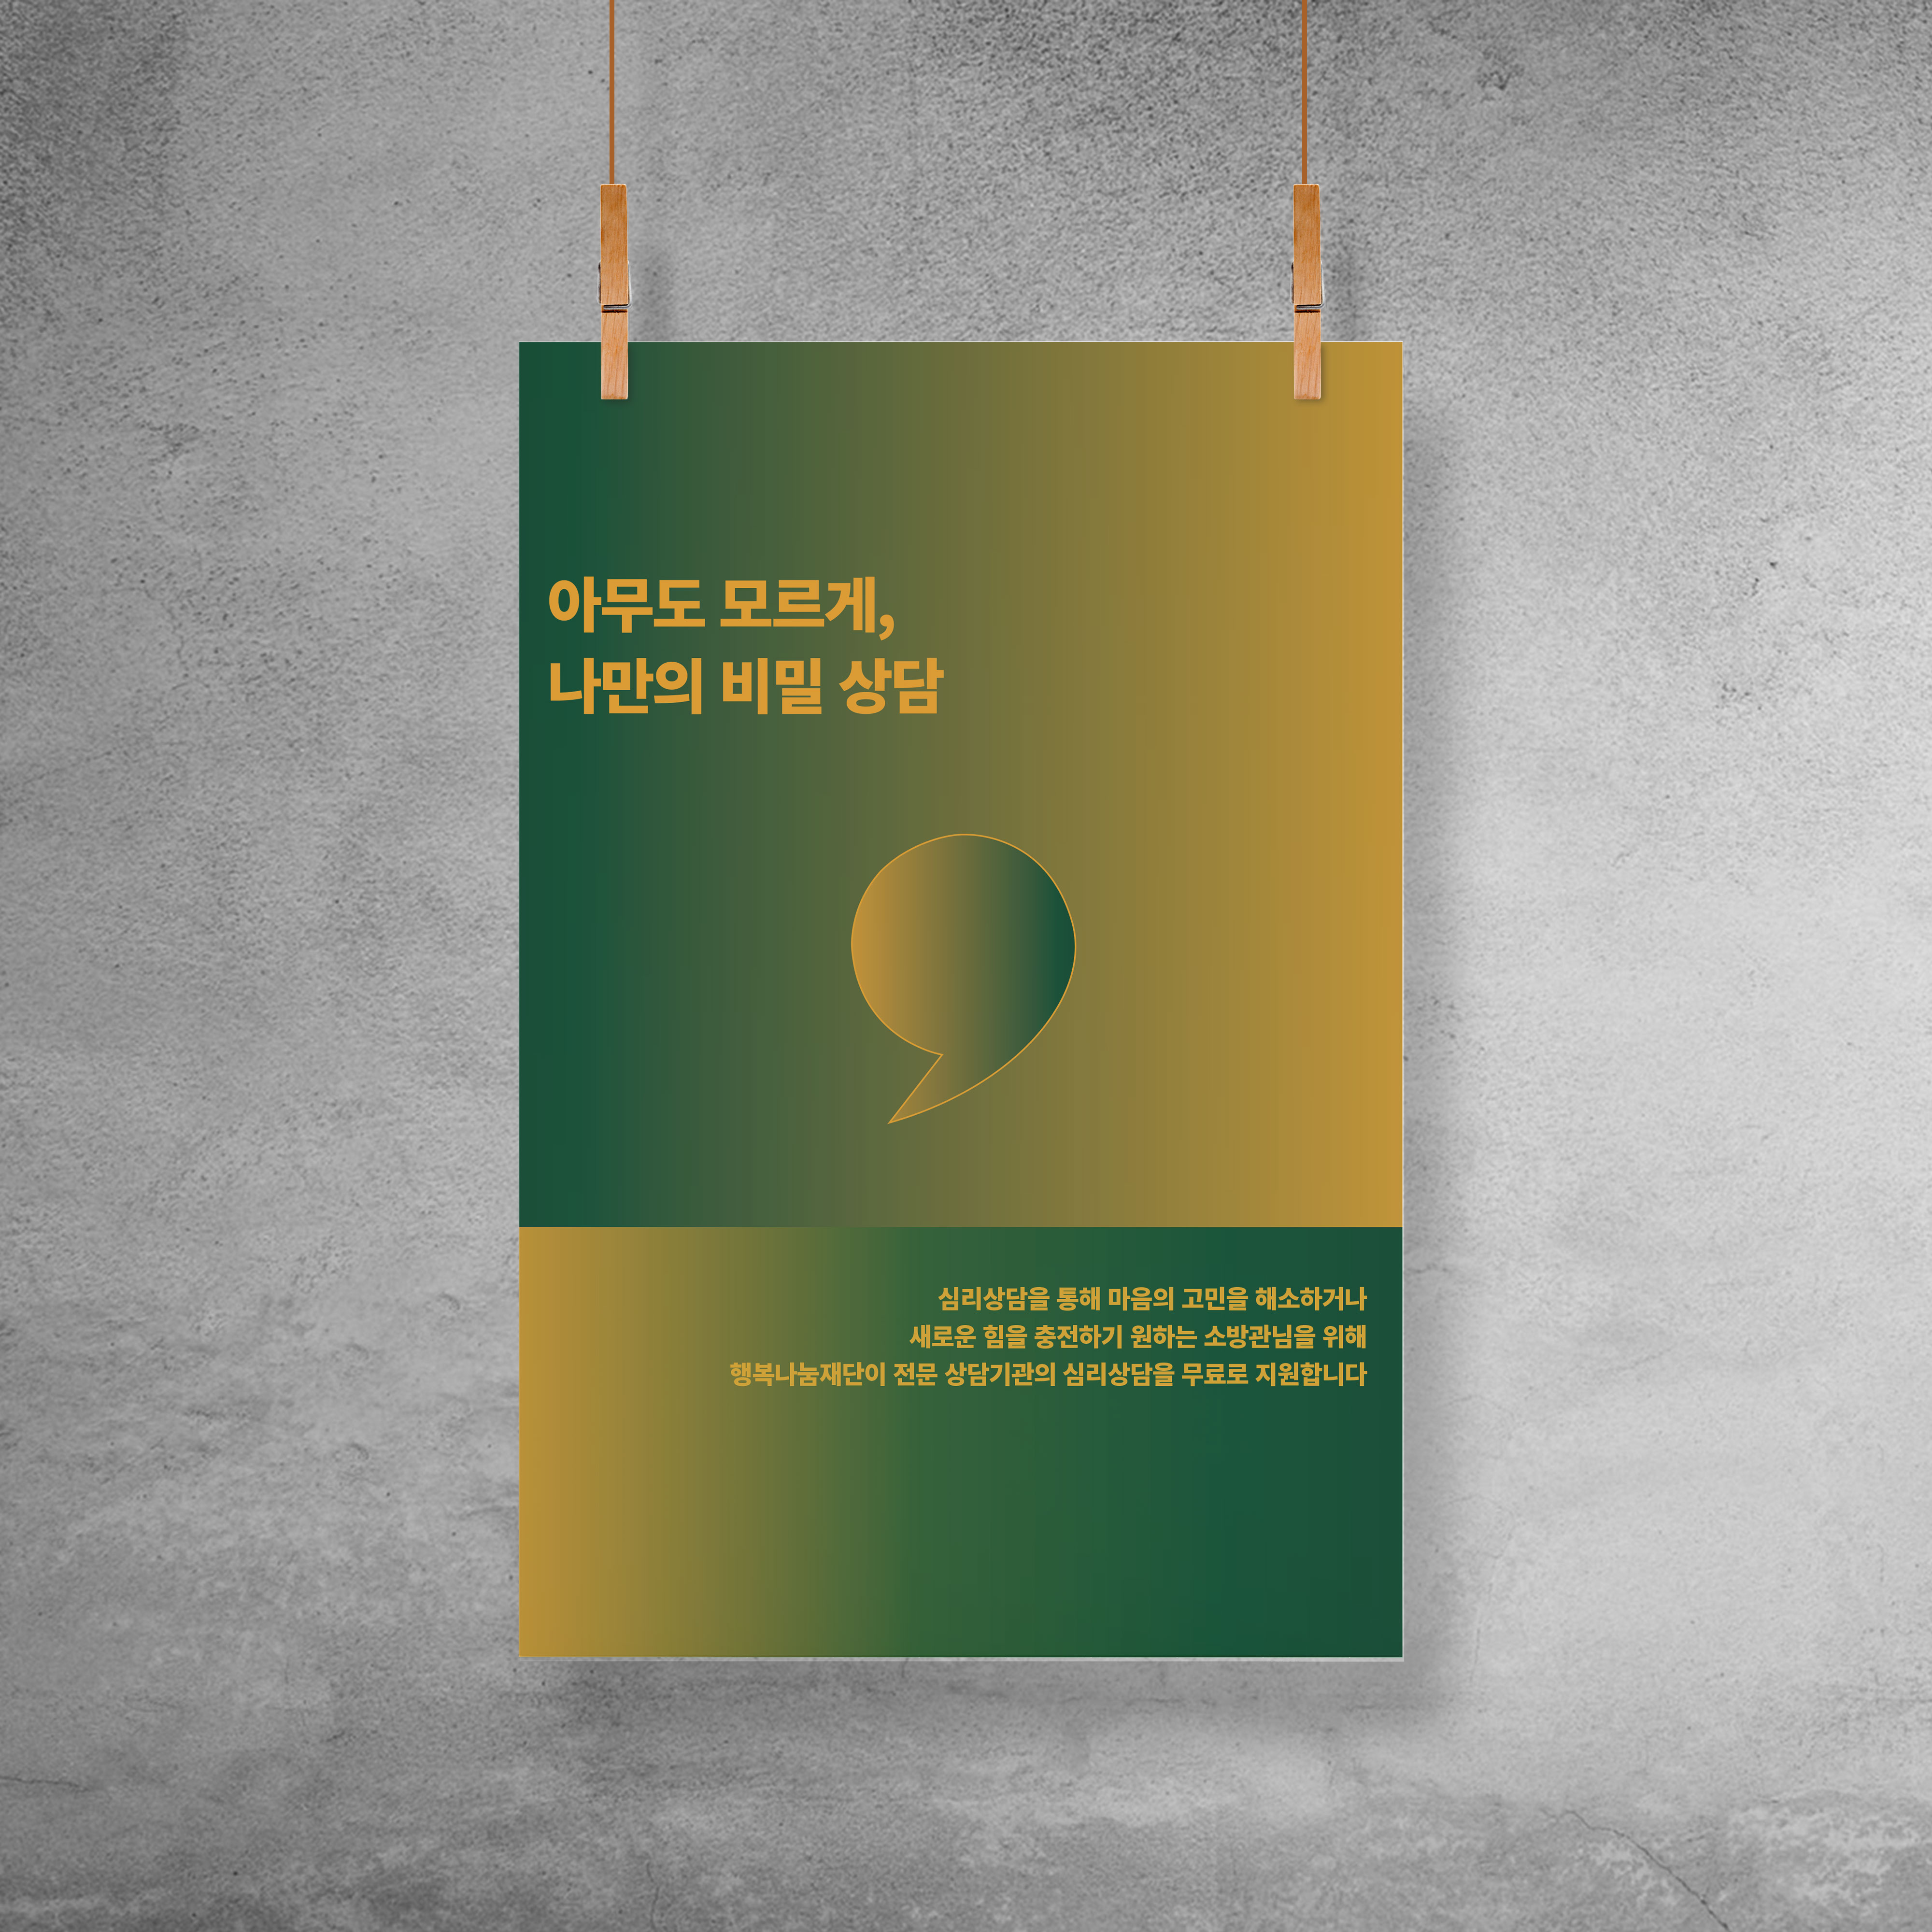 아무도 모르게,
나만의 비밀 상담
심리상담을 통해 마음의 고민을 해소하거나
새로운 힘을 충전하기 원하는 소방관님을 위해
행복나눔재단이 전문 상담기관의 심리상담을 무료로 지원합니다